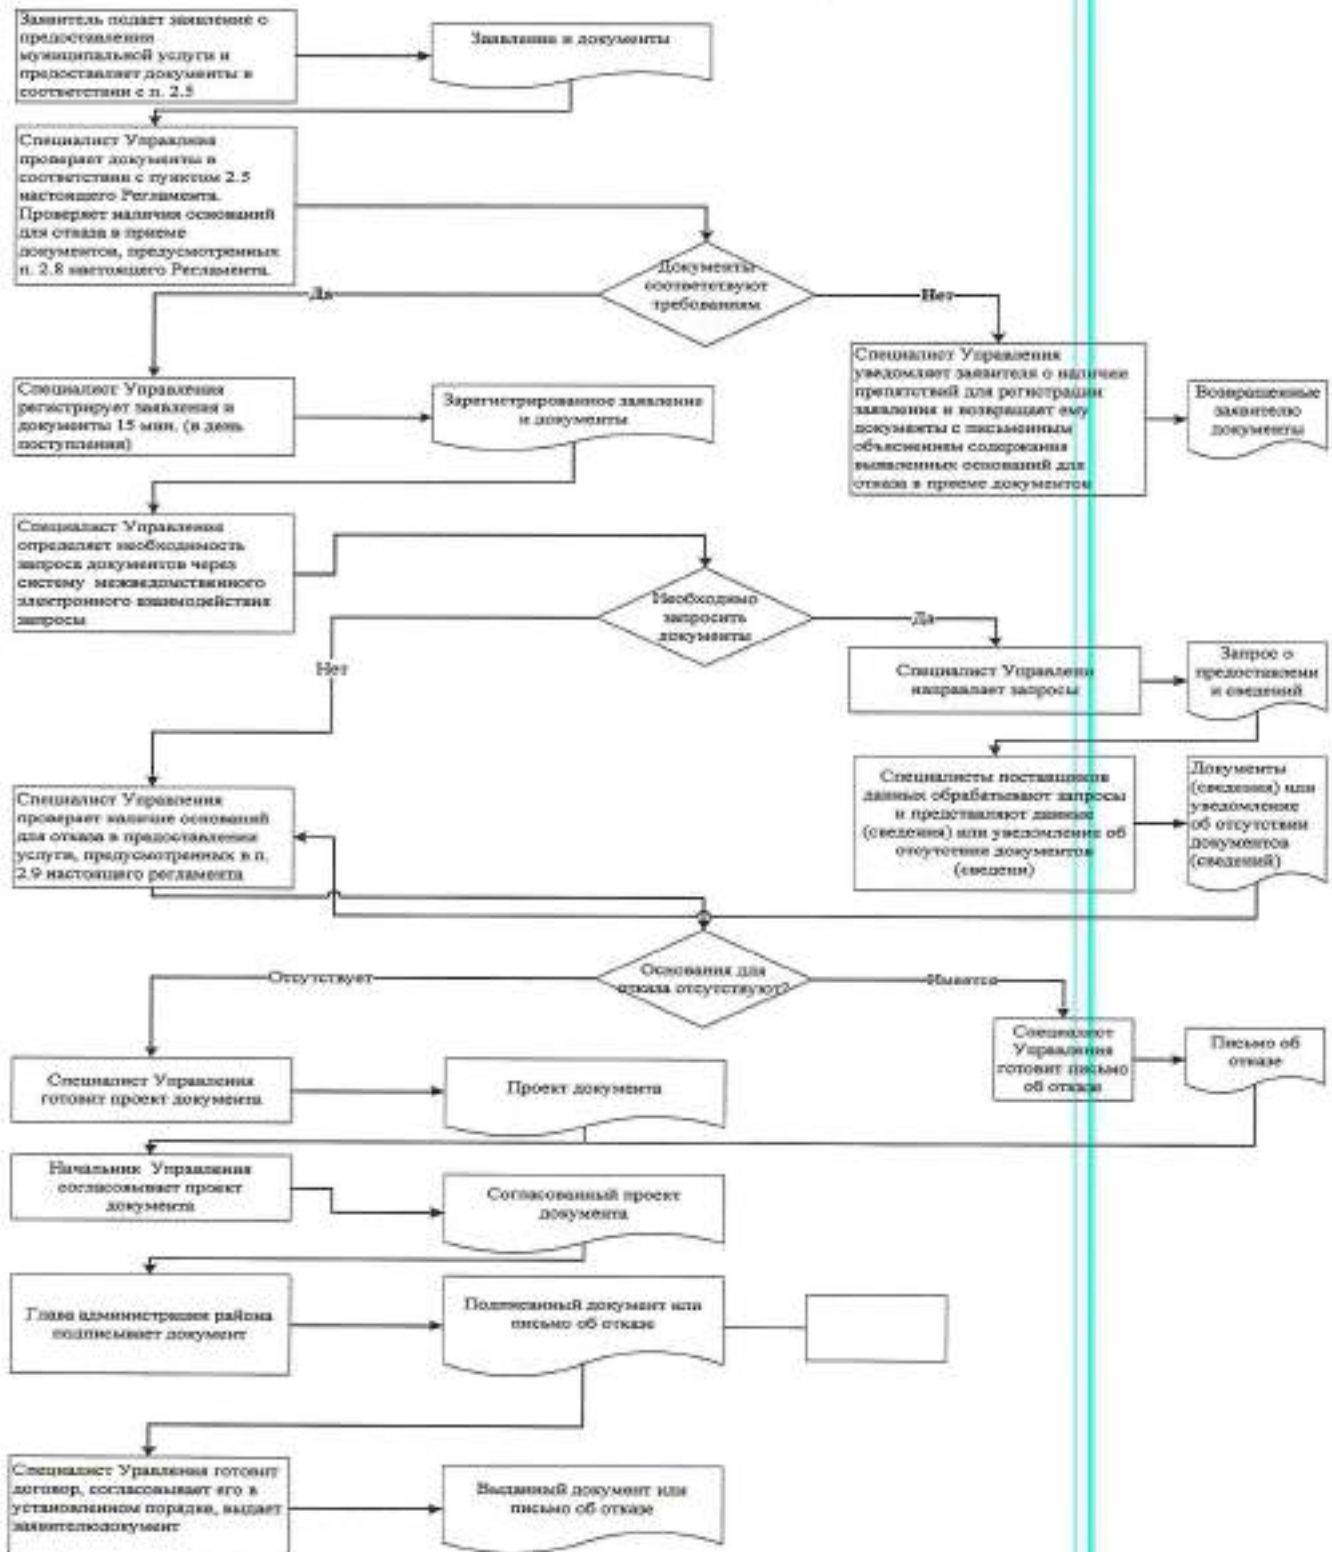 Заявитель подает заявление о
предоставлении
муниципальной услуги и
предоставляет документы в
соответствии с п. 2.5
Заявление и документы
Специалист Управления
проверяет документы в
соответствии с пунктом 2.5
настоящего Регламента.
Проверяет наличия оснований
для отказа в приеме
документов, предусмотренных
п. 2.8 настоящего Регламента.
Документы
соответствуют
требованиям
Да
Нет
Специалист Управления
уведомляет заявителя о наличие
препятствий для регистрации
заявления и возвращает ему
документы с письменным
объяснением содержания
выявленных оснований для
отказа в приеме документов
Возвращенные
заявителю
документы
Специалист Управления
регистрирует заявления и
документы 15 мин. (в день
поступления)
Зарегистрированное заявление
и документы
Специалист Управления
определяет необходимость
запроса документов через
систему межведомственного
электронного взаимодействия
запросы
Необходимо
запросить
документы
Да
Нет
Специалист Управлени
направляет запросы
Запрос о
предоставлени
и сведений
Специалисты поставщиков
данных обрабатывают запросы
и представляют данные
(сведения) или уведомление об
отсутствии документов
(сведени)
Документы
(сведения) или
уведомление
об отсутствии
документов
(сведений)
Специалист Управления
проверяет наличие оснований
для отказа в предоставлении
услуги, предусмотренных в п.
2.9 настоящего регламента
Основания для
отказа отсутствуют?
Отсутствует
Имеется
Специалист
Управления
готовит письмо
об отказе
Письмо об
отказе
Специалист Управления
готовит проект документа
Проект документа
Начальник Управления
согласовывает проект
документа
Согласованный проект
документа
Глава администрации района
подписывает документ
Подписанный документ или
письмо об отказе
Специалист Уравления готовит
договор, согласовывает его в
установленном порядке, выдает
заявителюдокумент
Выданный документ или
письмо об отказе